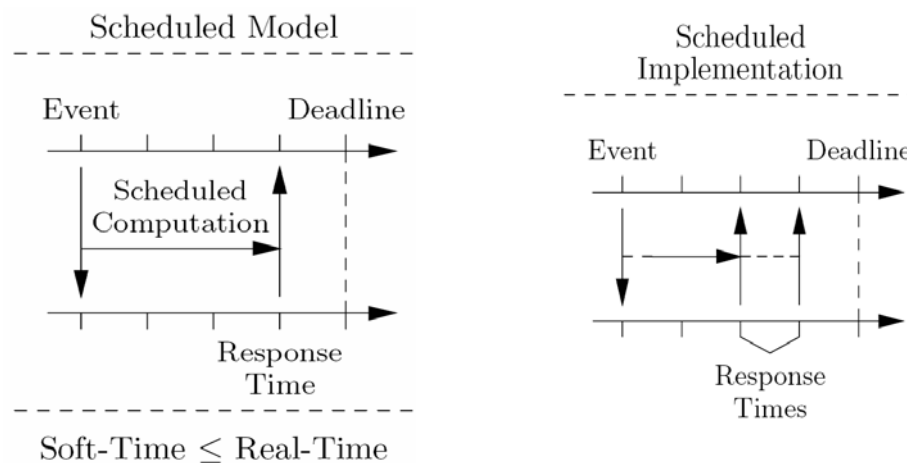 Scheduled Model
Event
Deadline
Scheduled
Computation
Response
Time
Soft-Time ≤ Real-Time
Scheduled
Implementation
Event
Deadline
Response
Times